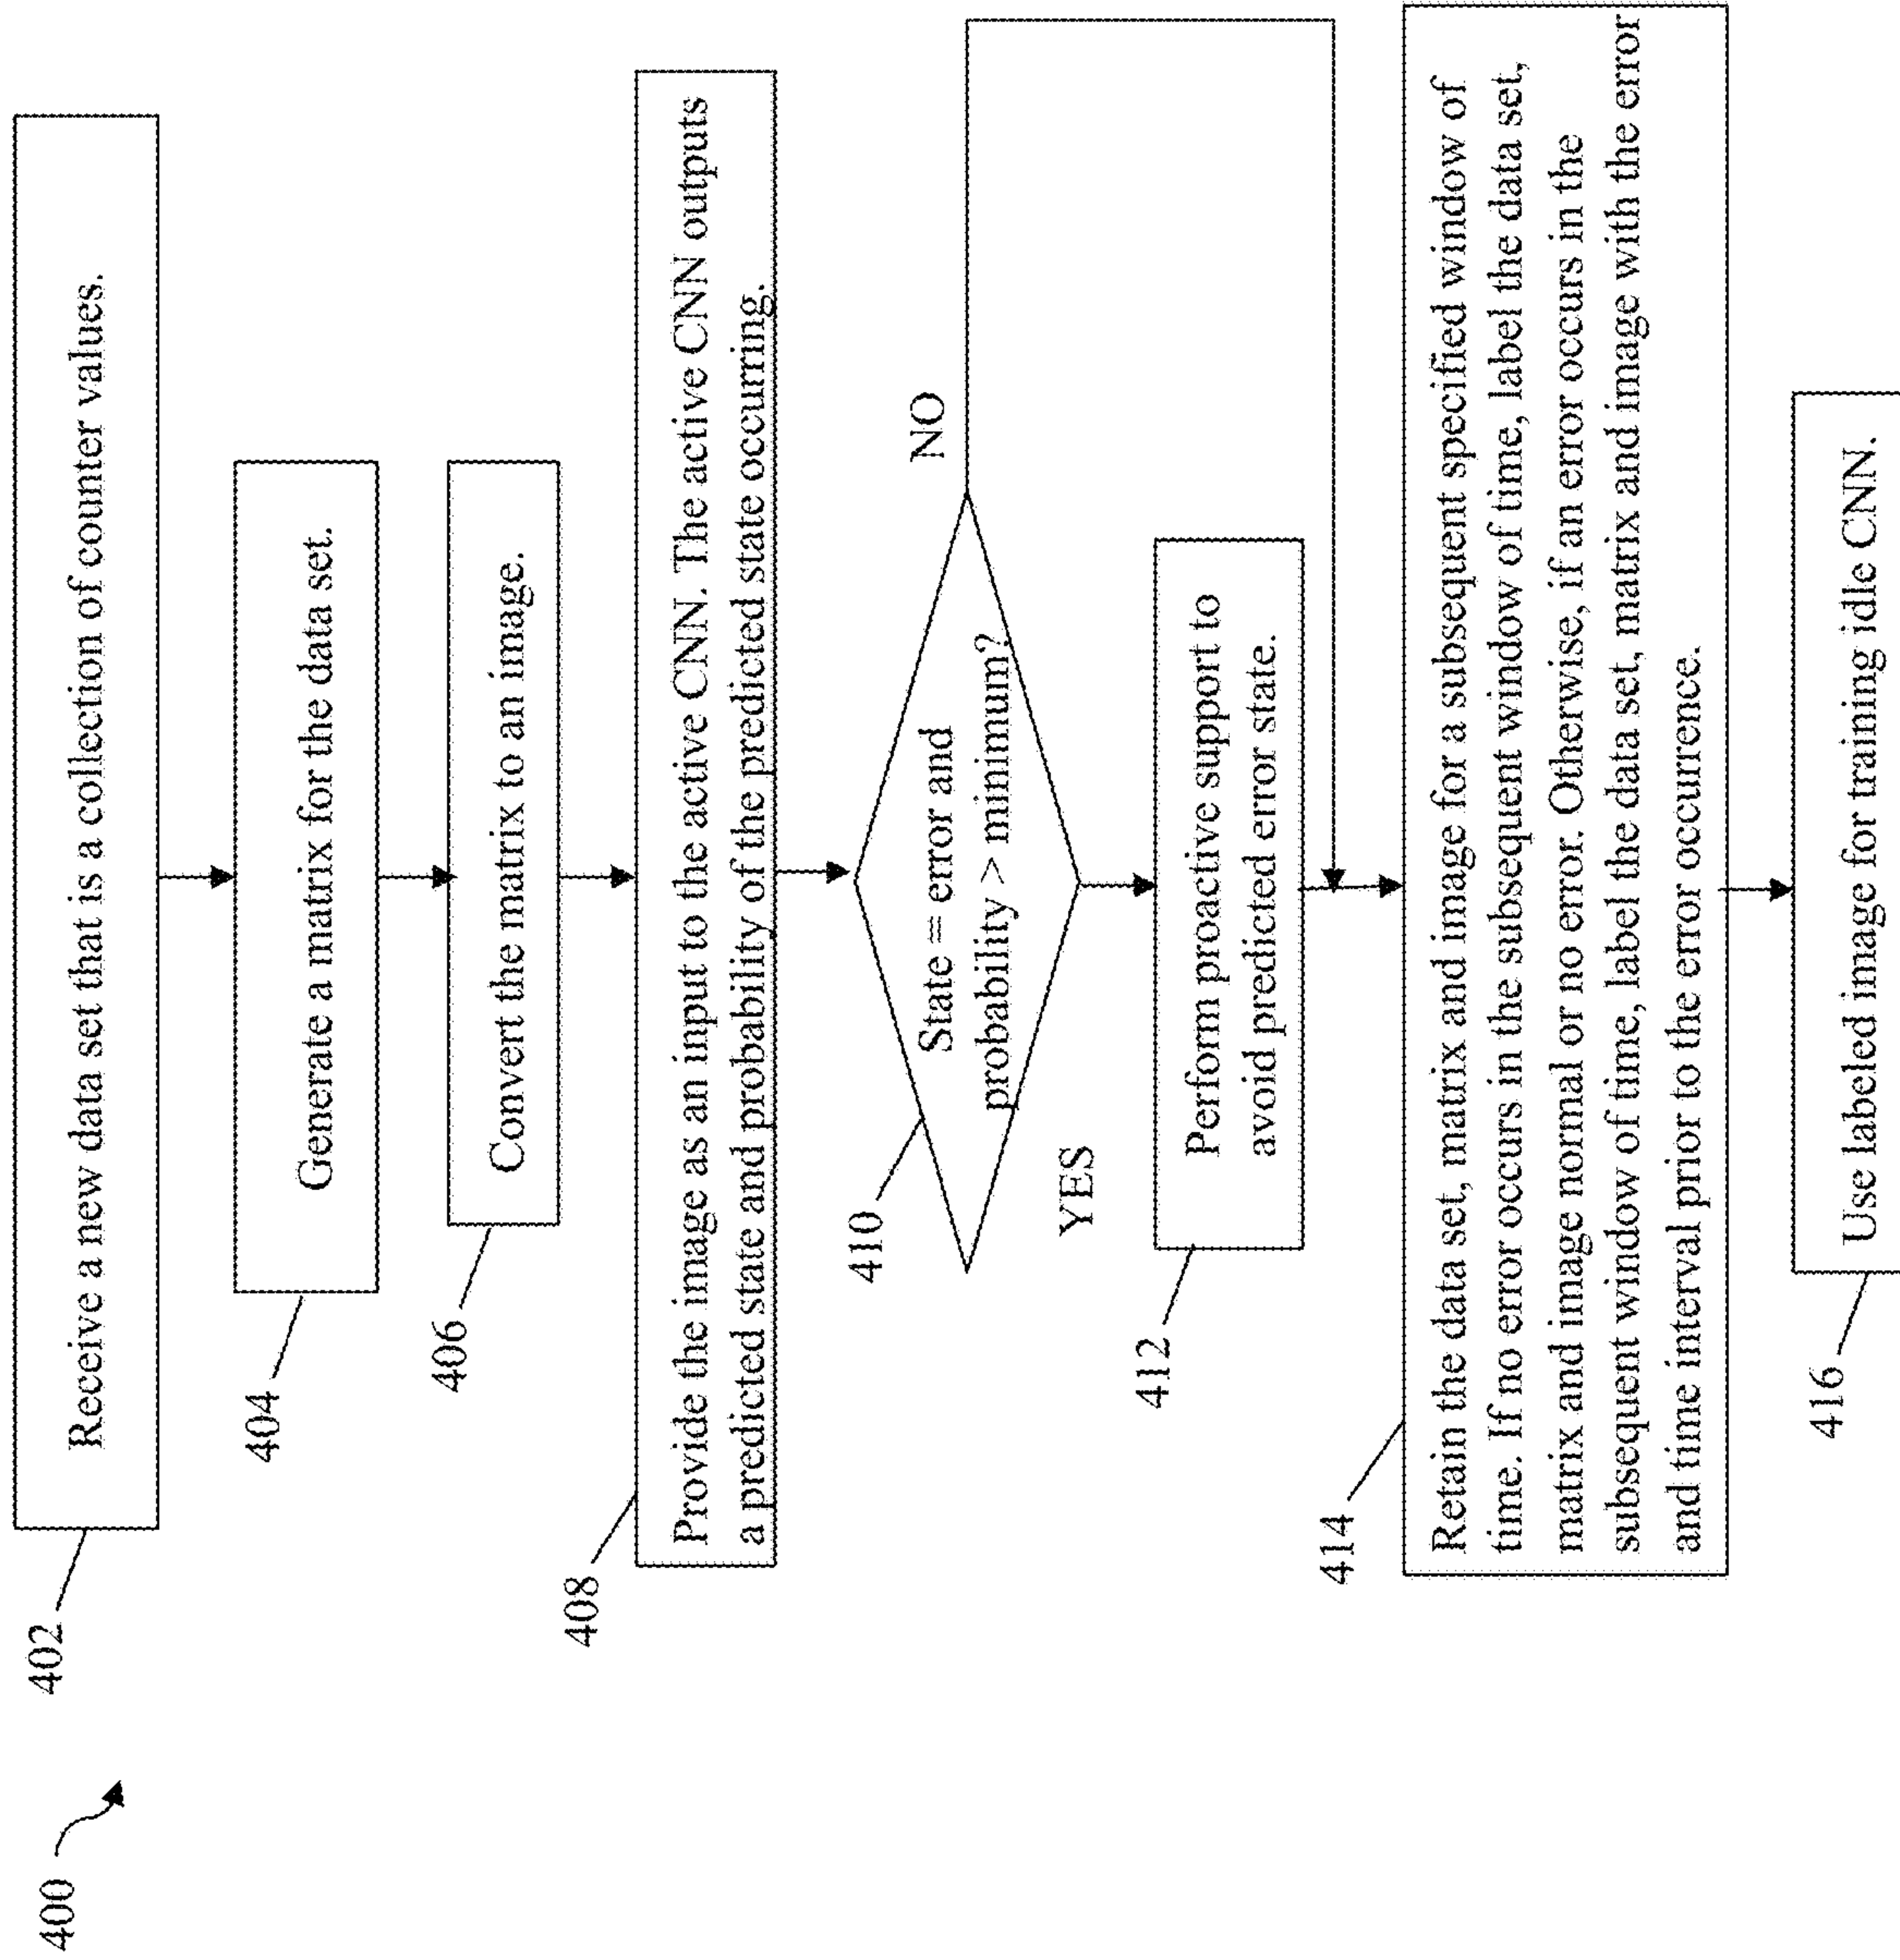 400
402
Receive a new data set that is a collection of counter values.
404
Generate a matrix for the data set.
406
Convert the matrix to an image.
408
Provide the image as an input to the active CNN. The active CNN outputs
a predicted state and probability of the predicted state occurring.
410
State = error and
probability > minimum?
NO
YES
412
Perform proactive support to
avoid predicted error state.
414
Retain the data set, matrix and image for a subsequent specified window of
time. If no error occurs in the subsequent window of time, label the data set,
matrix and image normal or no error. Otherwise, if an error occurs in the
subsequent window of time, label the data set, matrix and image with the error
and time interval prior to the error occurrence.
416
Use labeled image for training idle CNN.